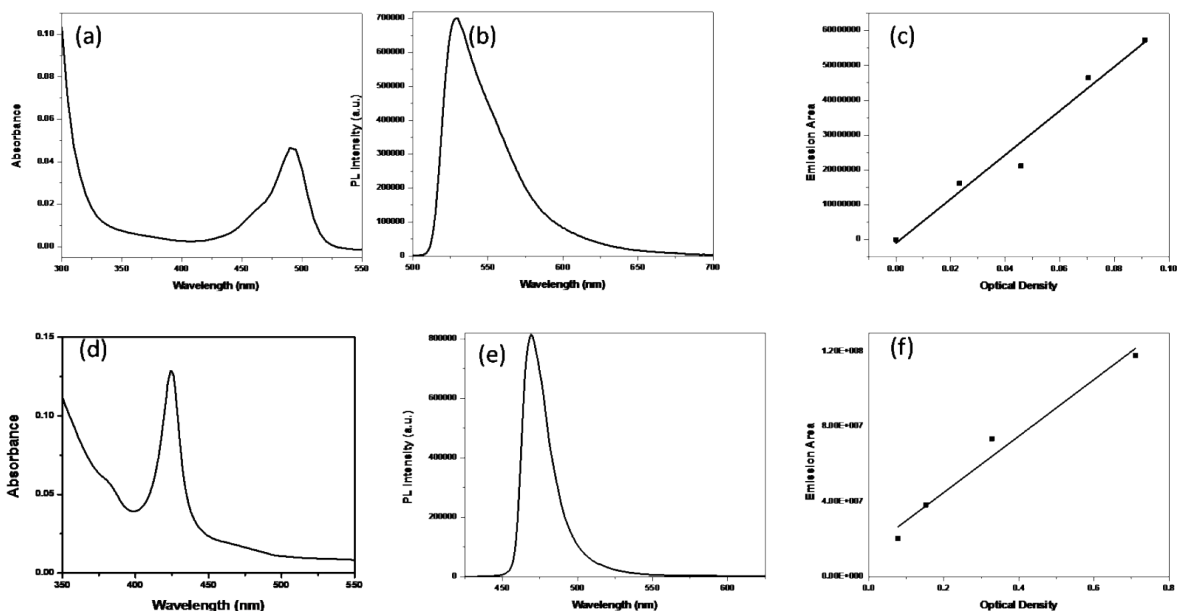 (a)
0.10
0.08
0.06
0.04
0.02
0.00
300
350
400
450
500
550
Absorbance
Wavelength (nm)
(b)
700000
600000
500000
400000
300000
200000
100000
0
500
550
600
650
700
PL Intensity (a.u.)
Wavelength (nm)
(c)
60000000
50000000
40000000
30000000
20000000
10000000
0
0.00
0.02
0.04
0.06
0.08
0.10
Emission Area
Optical Density
(d)
0.15
0.10
0.05
0.00
350
400
450
500
550
Absorbance
Wavelength (nm)
(e)
800000
600000
400000
200000
0
450
500
550
600
PL Intensity (a.u.)
Wavelength (nm)
(f)
1.20E+008
8.00E+007
4.00E+007
0.00E+000
0.0
0.2
0.4
0.6
0.8
Emission Area
Optical Density